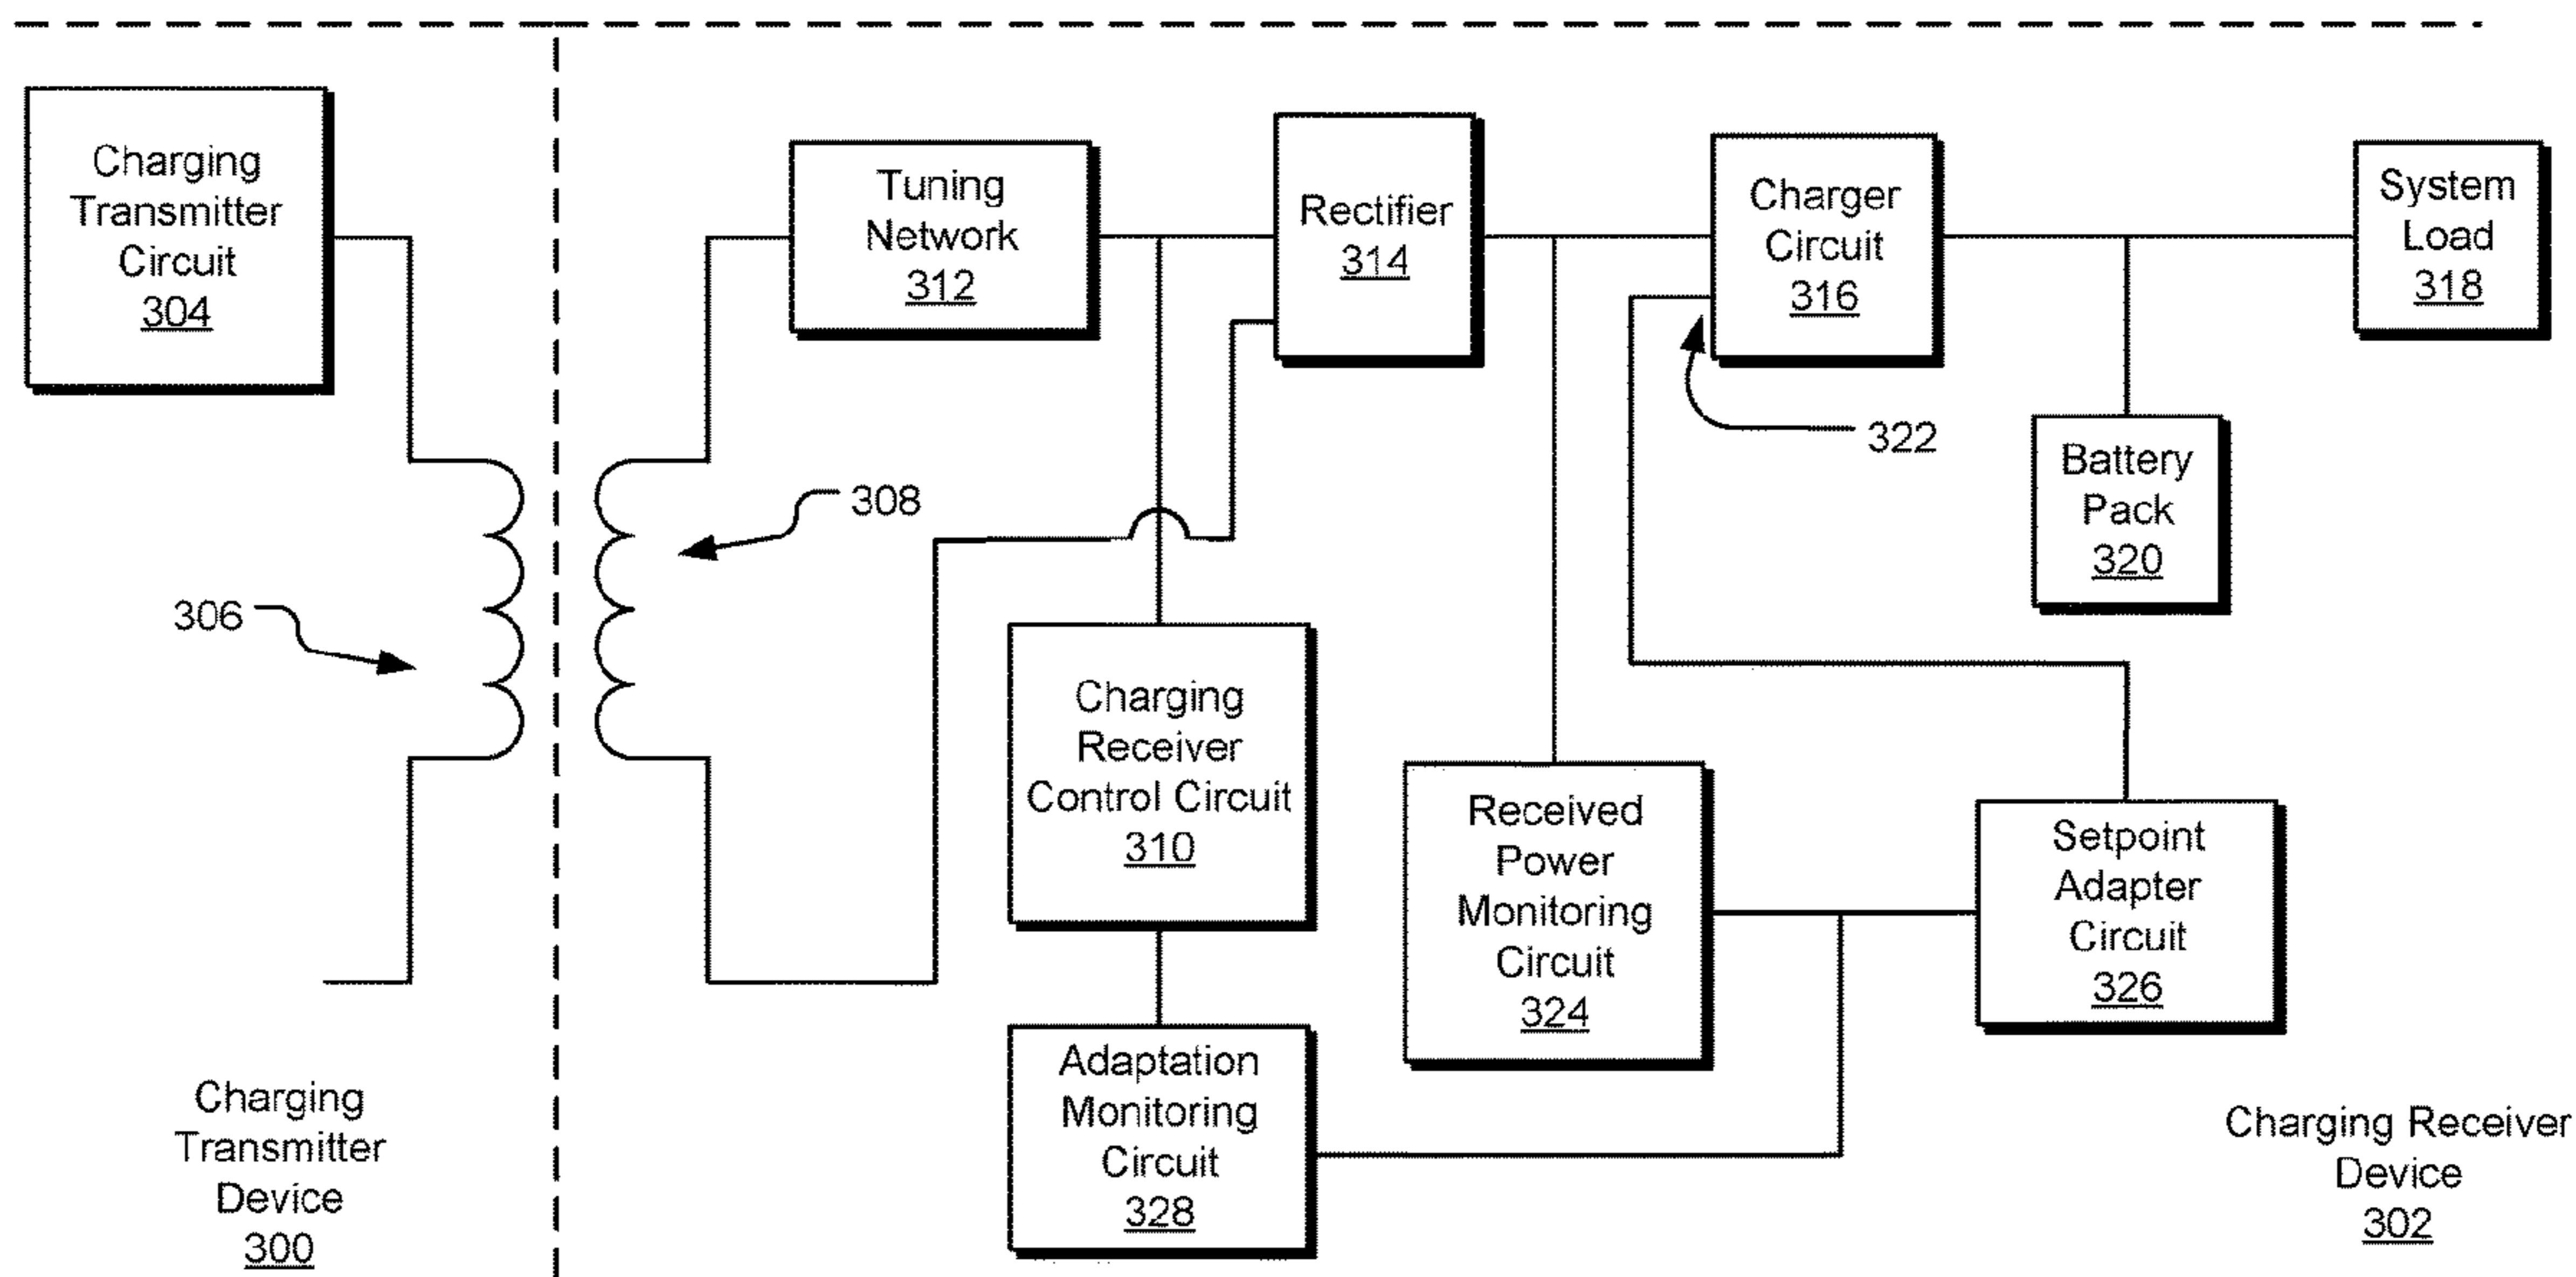 Charging
Transmitter
Circuit
304
Tuning
Network
312
Rectifier
314
Charger
Circuit
316
System
Load
318
322
Battery
Pack
320
308
306
Charging
Receiver
Control Circuit
310
Received
Power
Monitoring
Circuit
324
Setpoint
Adapter
Circuit
326
Adaptation
Monitoring
Circuit
328
Charging
Transmitter
Device
300
Charging Receiver
Device
302